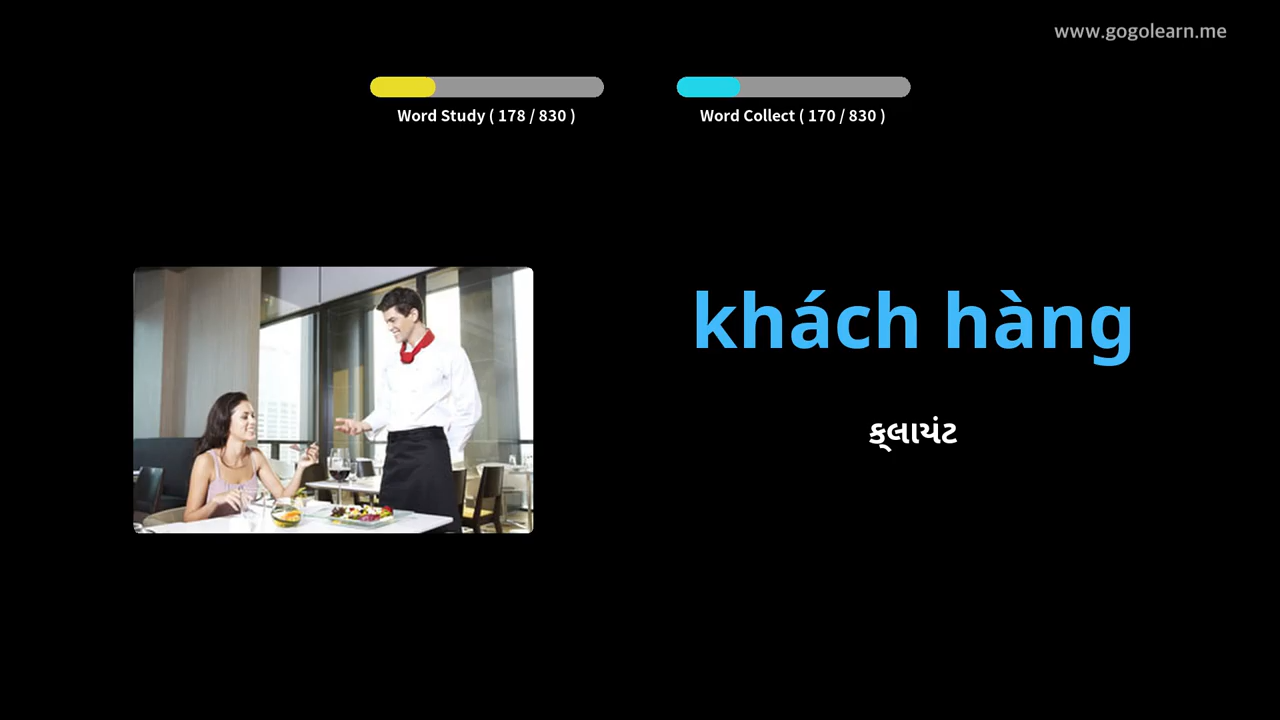 www.gogolearn.me
Word Study ( 178 / 830 )
Word Collect ( 170 / 830 )
khách hàng
ક્લાયંટ